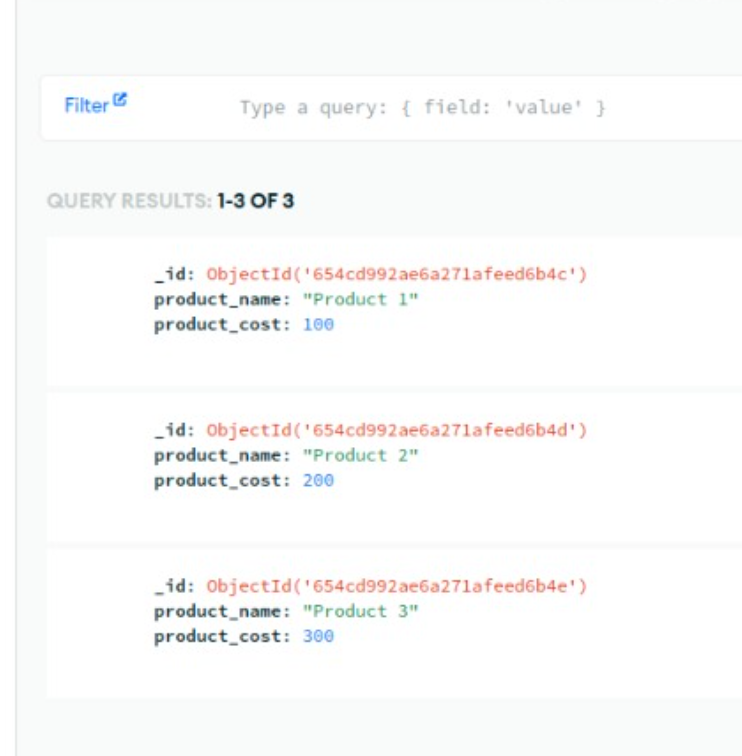 Filter
Type a query: { field: 'value' }
QUERY RESULTS: 1-3 OF 3
_id: ObjectId('654cd992ae6a271afeed6b4c')
product_name: "Product 1"
product_cost: 100
_id: ObjectId('654cd992ae6a271afeed6b4d')
product_name: "Product 2"
product_cost: 200
_id: ObjectId('654cd992ae6a271afeed6b4e')
product_name: "Product 3"
product_cost: 300